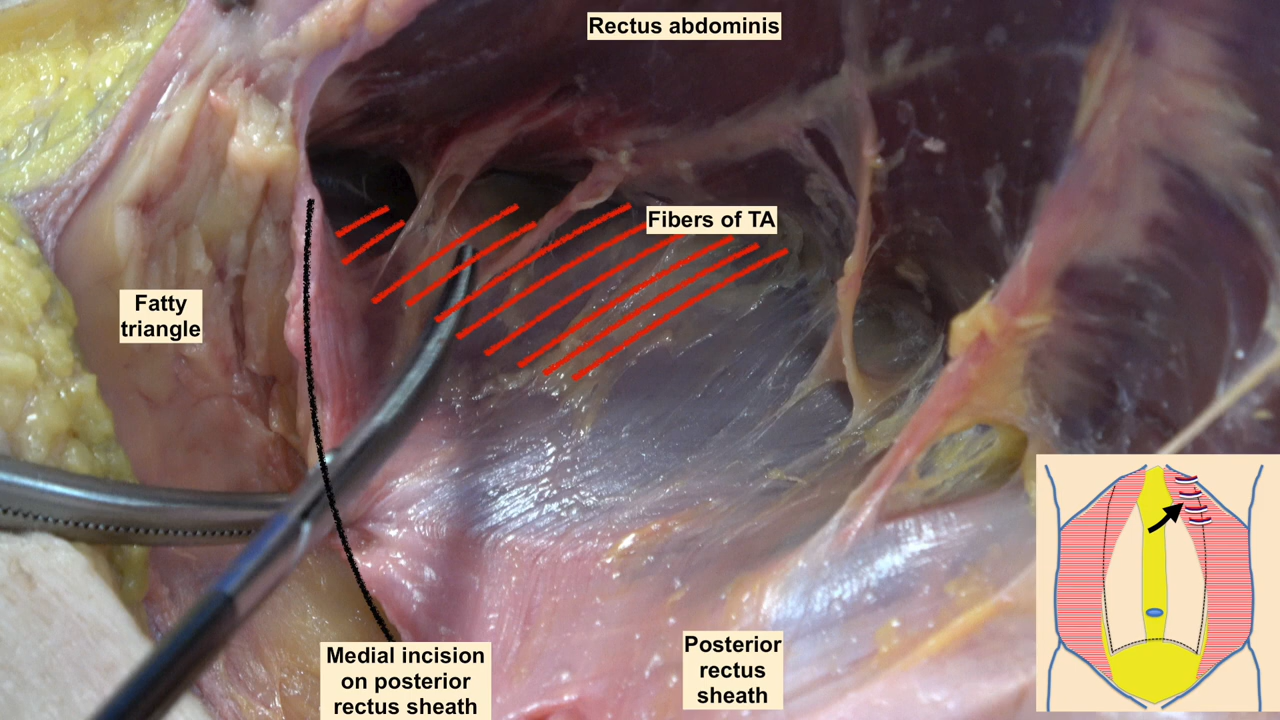 Rectus abdominis
Fibers of TA
Fatty
triangle
Medial incision
on posterior
rectus sheath
Posterior
rectus
sheath